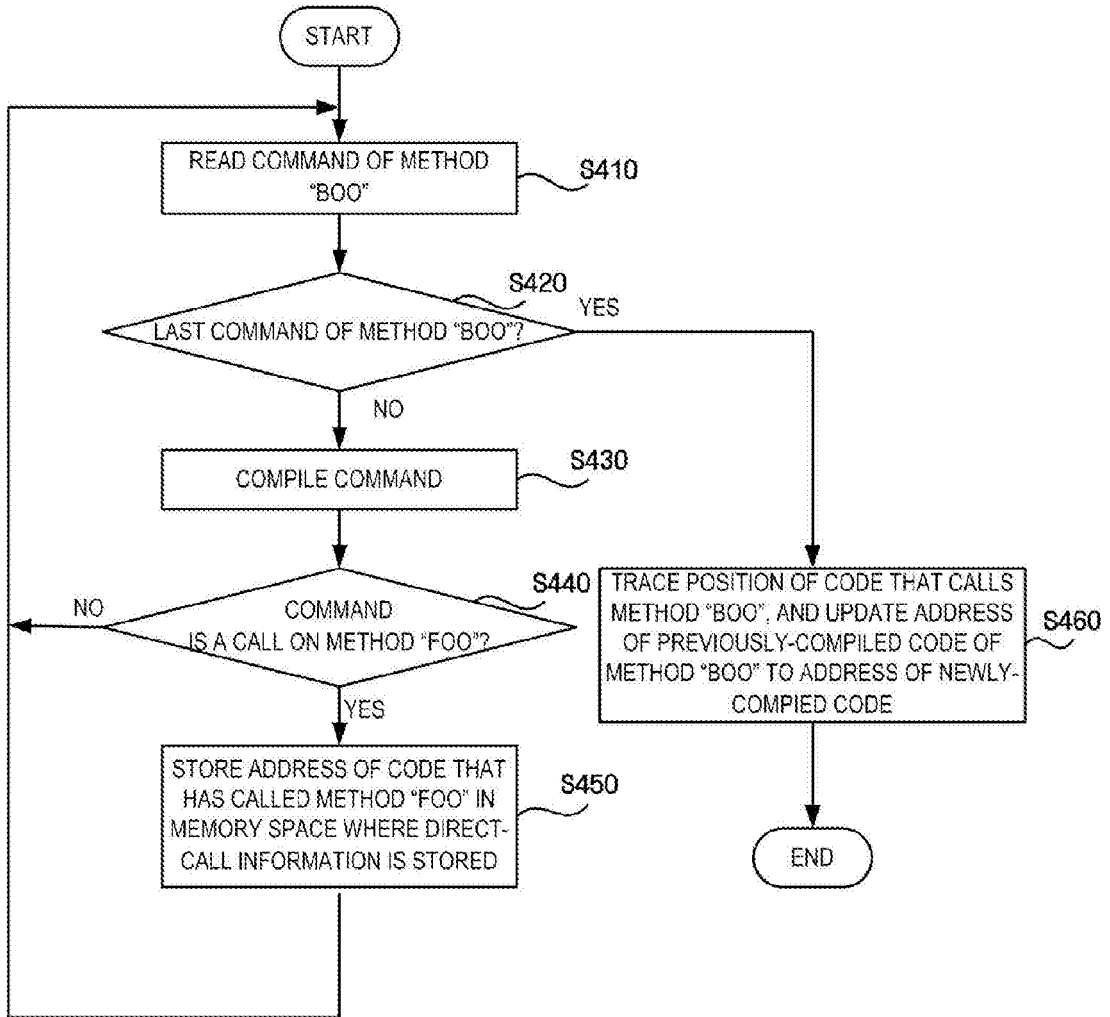 START
READ COMMAND OF METHOD
"BOO"
S410
S420
YES
LAST COMMAND OF METHOD "BOO"?
NO
COMPILE COMMAND
S430
NO
S440
COMMAND
IS A CALL ON METHOD "FOO"?
YES
TRACE POSITION OF CODE THAT CALLS
METHOD "BOO", AND UPDATE ADDRESS
OF PREVIOUSLY-COMPILED CODE OF
METHOD "BOO" TO ADDRESS OF NEWLY-
COMPIED CODE
S460
STORE ADDRESS OF CODE THAT
HAS CALLED METHOD "FOO" IN
MEMORY SPACE WHERE DIRECT-
CALL INFORMATION IS STORED
S450
END